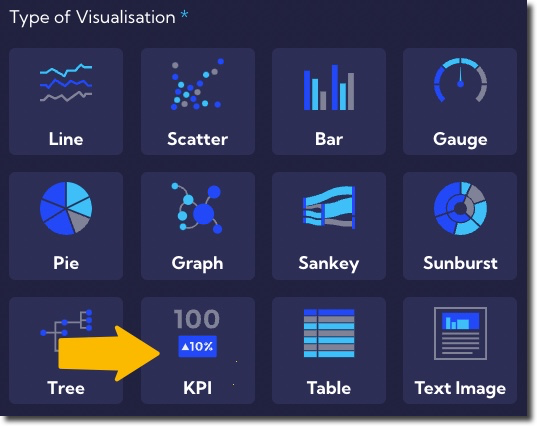 Type of Visualisation *
Line
Scatter
Bar
Gauge
Pie
Graph
Sankey
Sunburst
100
▲10%
Tree
KPI
Table
Text Image